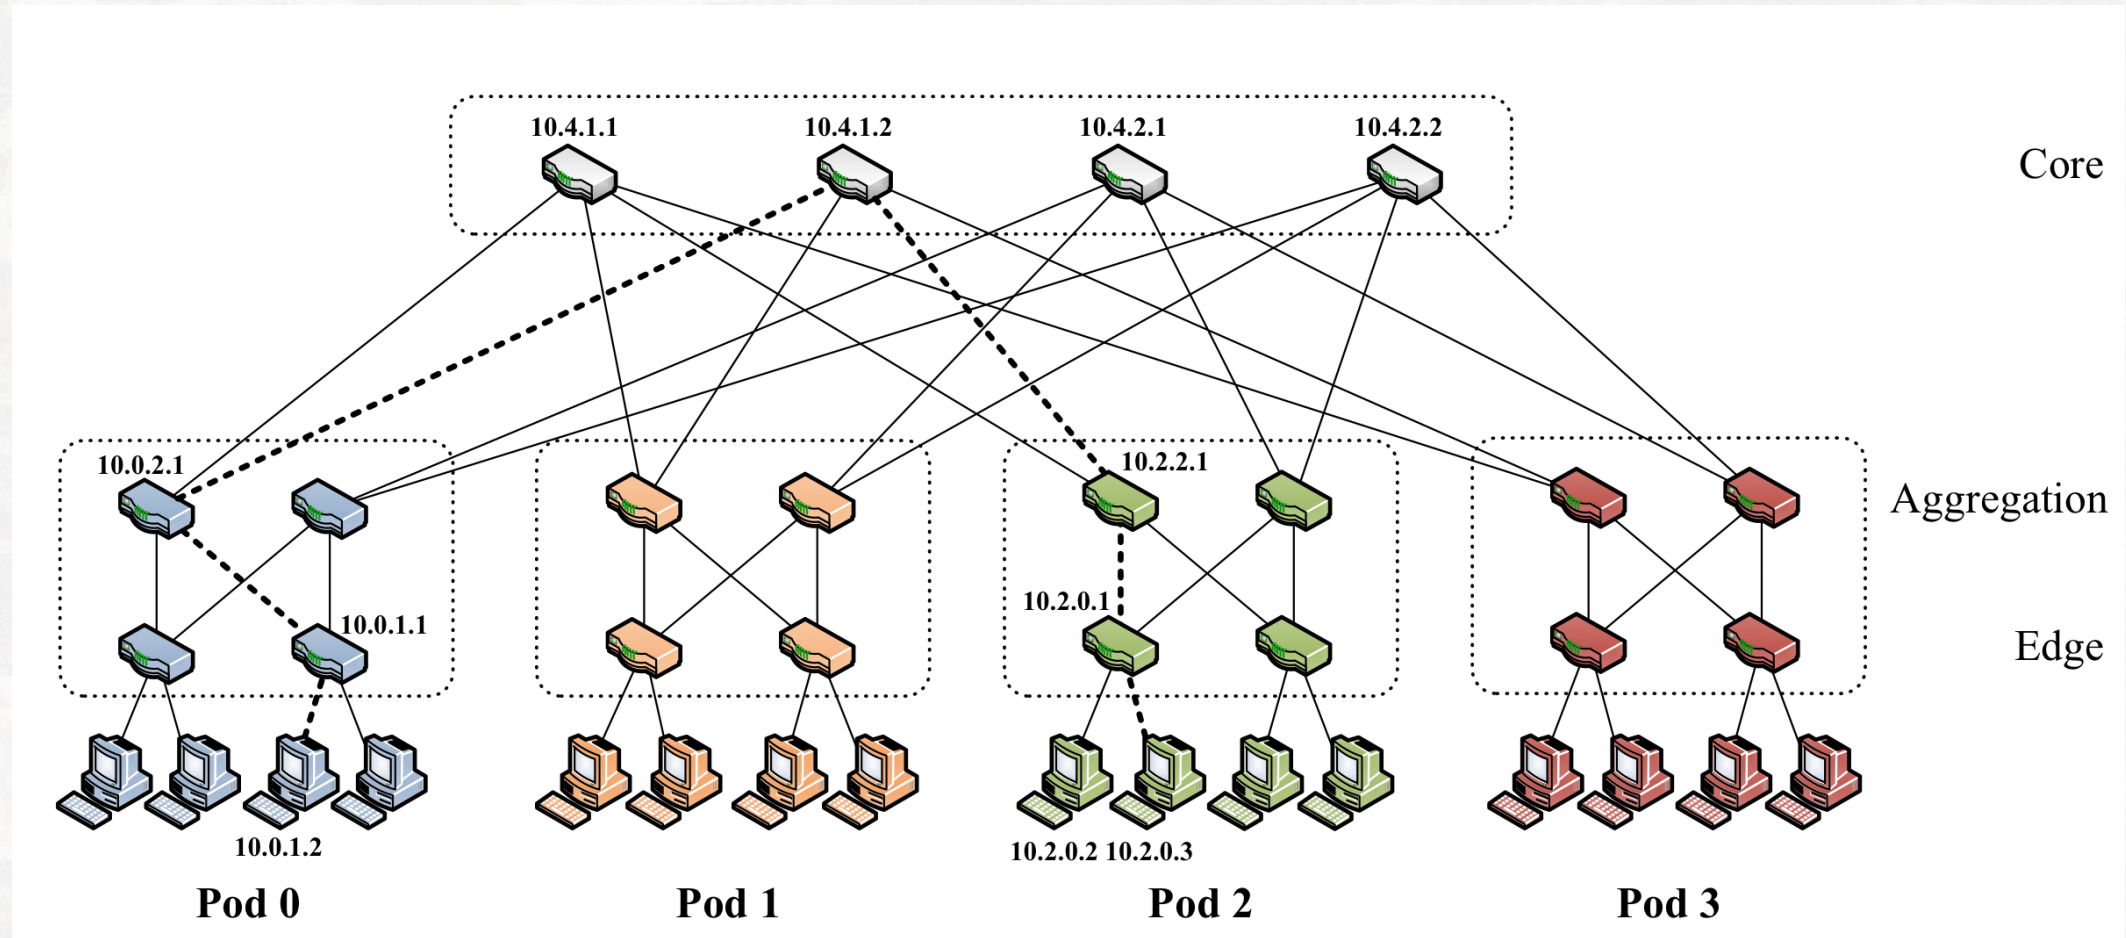 10.4.1.1 10.4.1.2 10.4.2.1 10.4.2.2
Core
10.0.2.1 10.2.2.1
Aggregation
10.2.0.1
10.0.1.1
Edge
10.0.1.2 10.2.0.2 10.2.0.3
Pod 0 Pod 1 Pod 2 Pod 3